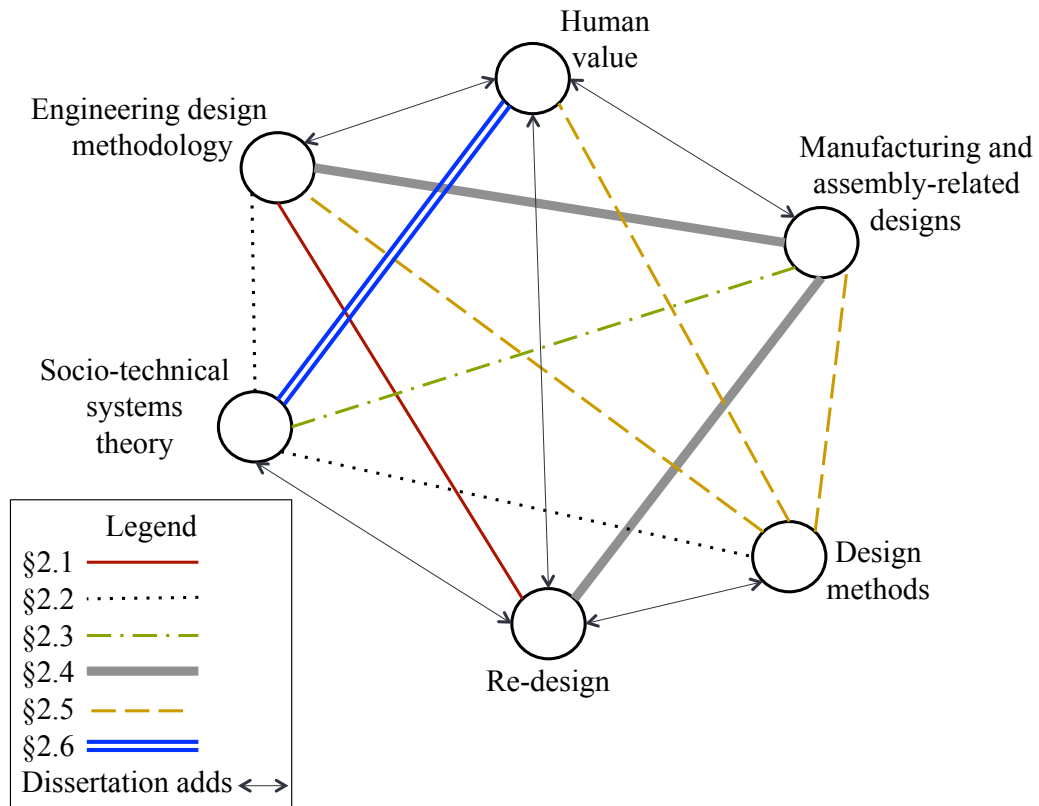 Human
value
Engineering design
methodology
Manufacturing and
assembly-related
designs
Socio-technical
systems
theory
Design
methods
Re-design
Legend
§2.1
§2.2
§2.3
§2.4
§2.5
§2.6
Dissertation adds